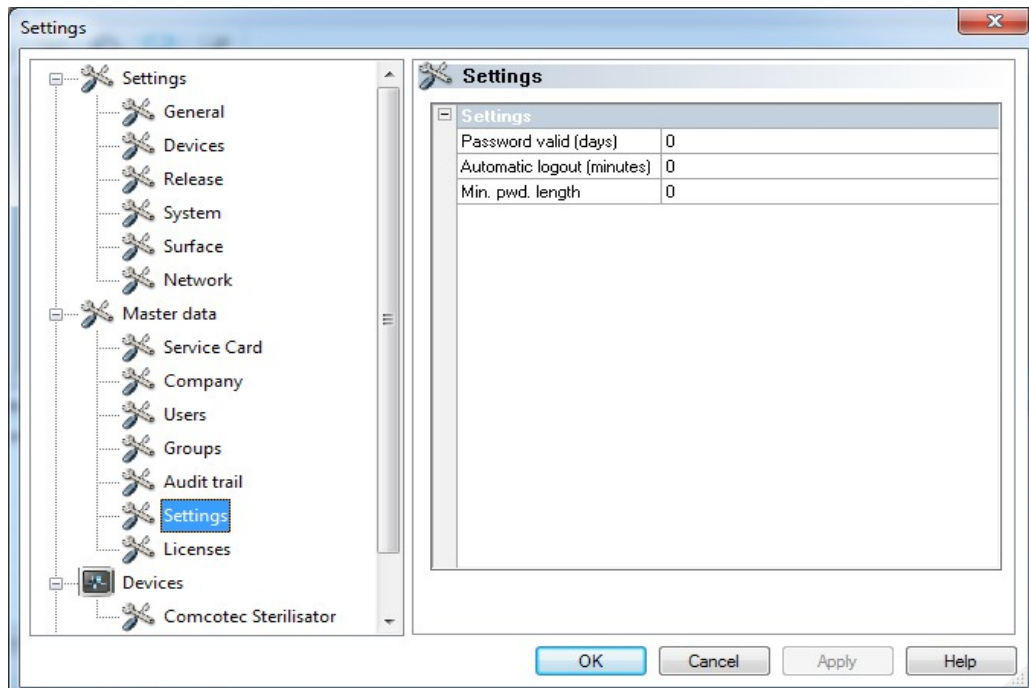 Settings
Settings
General
Devices
Release
System
Surface
Network
Master data
Service Card
Company
Users
Groups
Audit trail
Settings
Licenses
Devices
Comcotec Sterilisator
Settings
Settings
Password valid (days) 0
Automatic logout (minutes) 0
Min. pwd. length 0
OK Cancel Apply Help